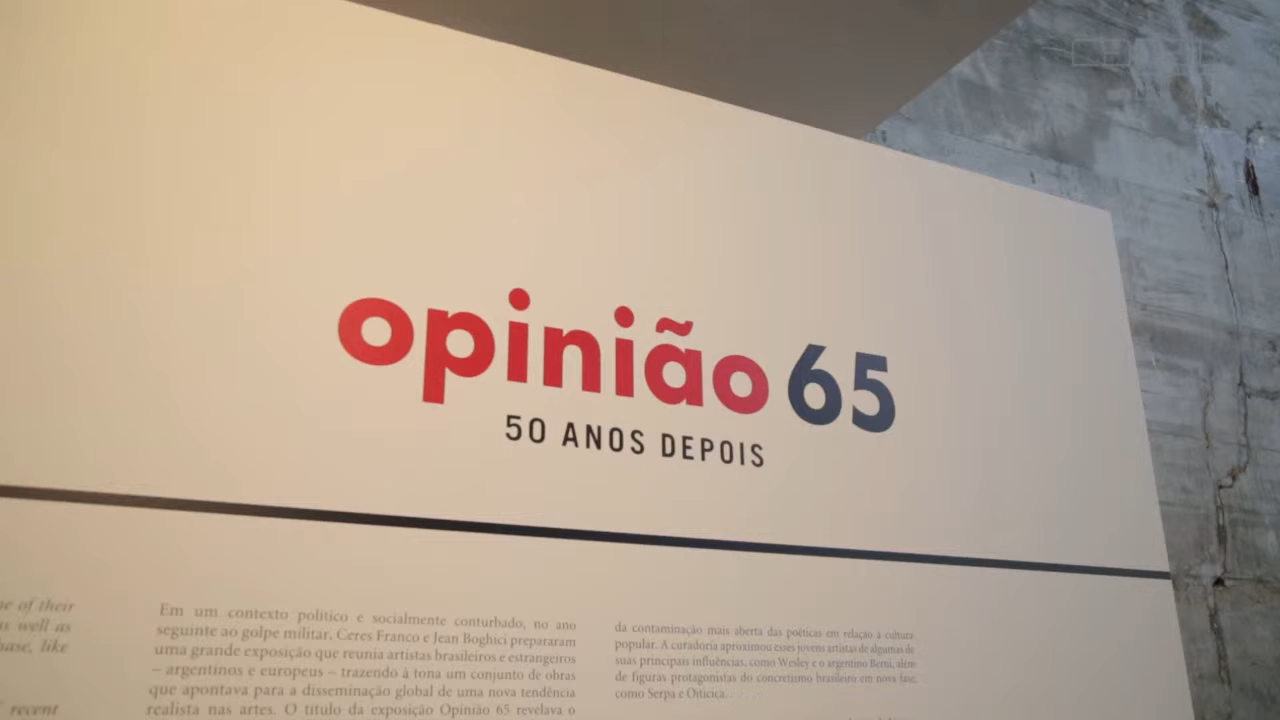 opinião 65
50 ANOS DEPOIS
ne of their
as well as
hase, like
recent
Em um contexto político e socialmente conturbado, no ano
seguinte ao golpe militar, Ceres Franco e Jean Boghici prepararam
uma grande exposição que reunia artistas brasileiros e estrangeiros
– argentinos e europeus – trazendo à tona um conjunto de obras
que apontava para a disseminação global de uma nova tendência
realista nas artes. O título da exposição Opinião 65 revelava o
da contaminação mais aberta das poéticas em relação à cultura
popular. A curadoria aproximou esses jovens artistas de algumas de
suas principais influências, como Wesley e o argentino Berni, além
de figuras protagonistas do concretismo brasileiro em nova fase,
como Serpa e Oiticica.